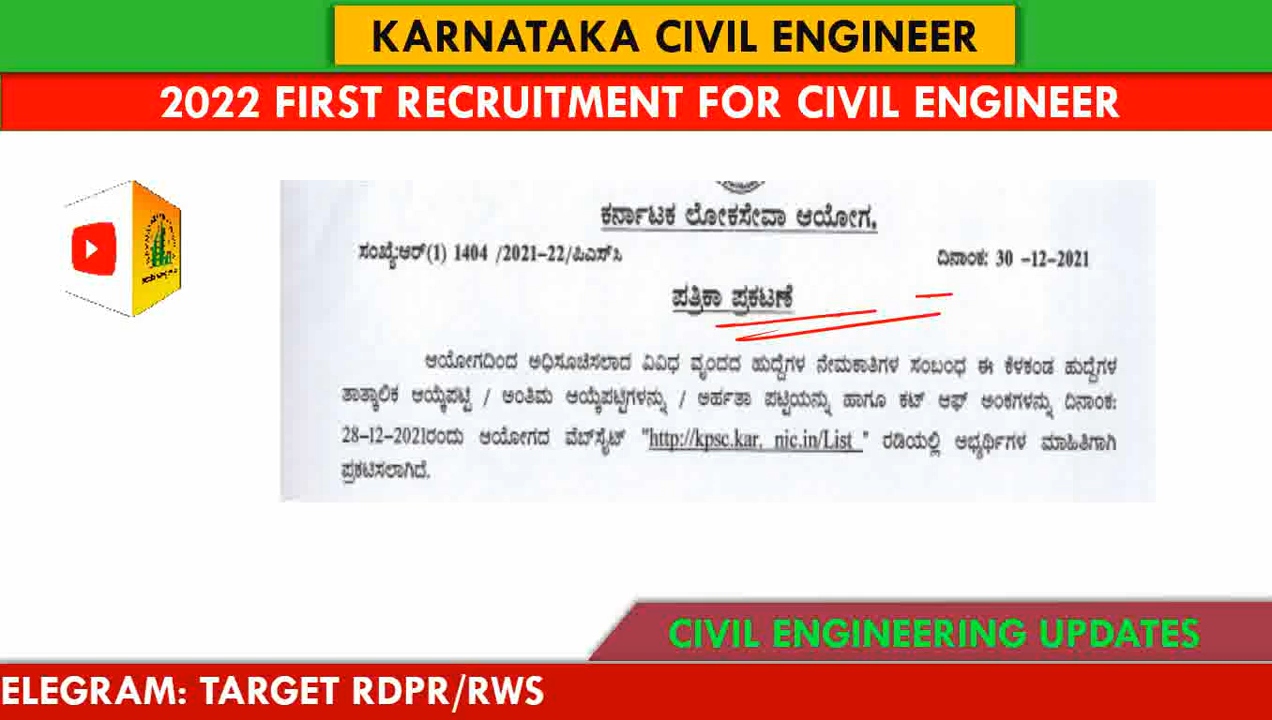 KARNATAKA CIVIL ENGINEER
2022 FIRST RECRUITMENT FOR CIVIL ENGINEER
ಕರ್ನಾಟಕ ಲೋಕಸೇವಾ ಆಯೋಗ,
ಸಂಖ್ಯೆ:ಆರ್(1) 1404 /2021-22/ಪಿಎಸ್‌ಸಿ
ದಿನಾಂಕ: 30 -12-2021
ಪತ್ರಿಕಾ ಪ್ರಕಟಣೆ
ಆಯೋಗದಿಂದ ಅಧಿಸೂಚಿಸಲಾದ ವಿವಿಧ ವೃಂದದ ಹುದ್ದೆಗಳ ನೇಮಕಾತಿಗಳ ಸಂಬಂಧ ಈ ಕೆಳಕಂಡ ಹುದ್ದೆಗಳ
ತಾತ್ಕಾಲಿಕ ಆಯ್ಕೆಪಟ್ಟಿ / ಅಂತಿಮ ಆಯ್ಕೆಪಟ್ಟಿಗಳನ್ನು / ಅರ್ಹತಾ ಪಟ್ಟಿಯನ್ನು ಹಾಗೂ ಕಟ್ ಆಫ್ ಅಂಕಗಳನ್ನು ದಿನಾಂಕ:
28-12-2021ರಂದು ಆಯೋಗದ ವೆಬ್‌ಸೈಟ್ "http://kpsc.kar, nic.in/List " ರಡಿಯಲ್ಲಿ ಅಭ್ಯರ್ಥಿಗಳ ಮಾಹಿತಿಗಾಗಿ
ಪ್ರಕಟಿಸಲಾಗಿದೆ.
CIVIL ENGINEERING UPDATES
ELEGRAM: TARGET RDPR/RWS